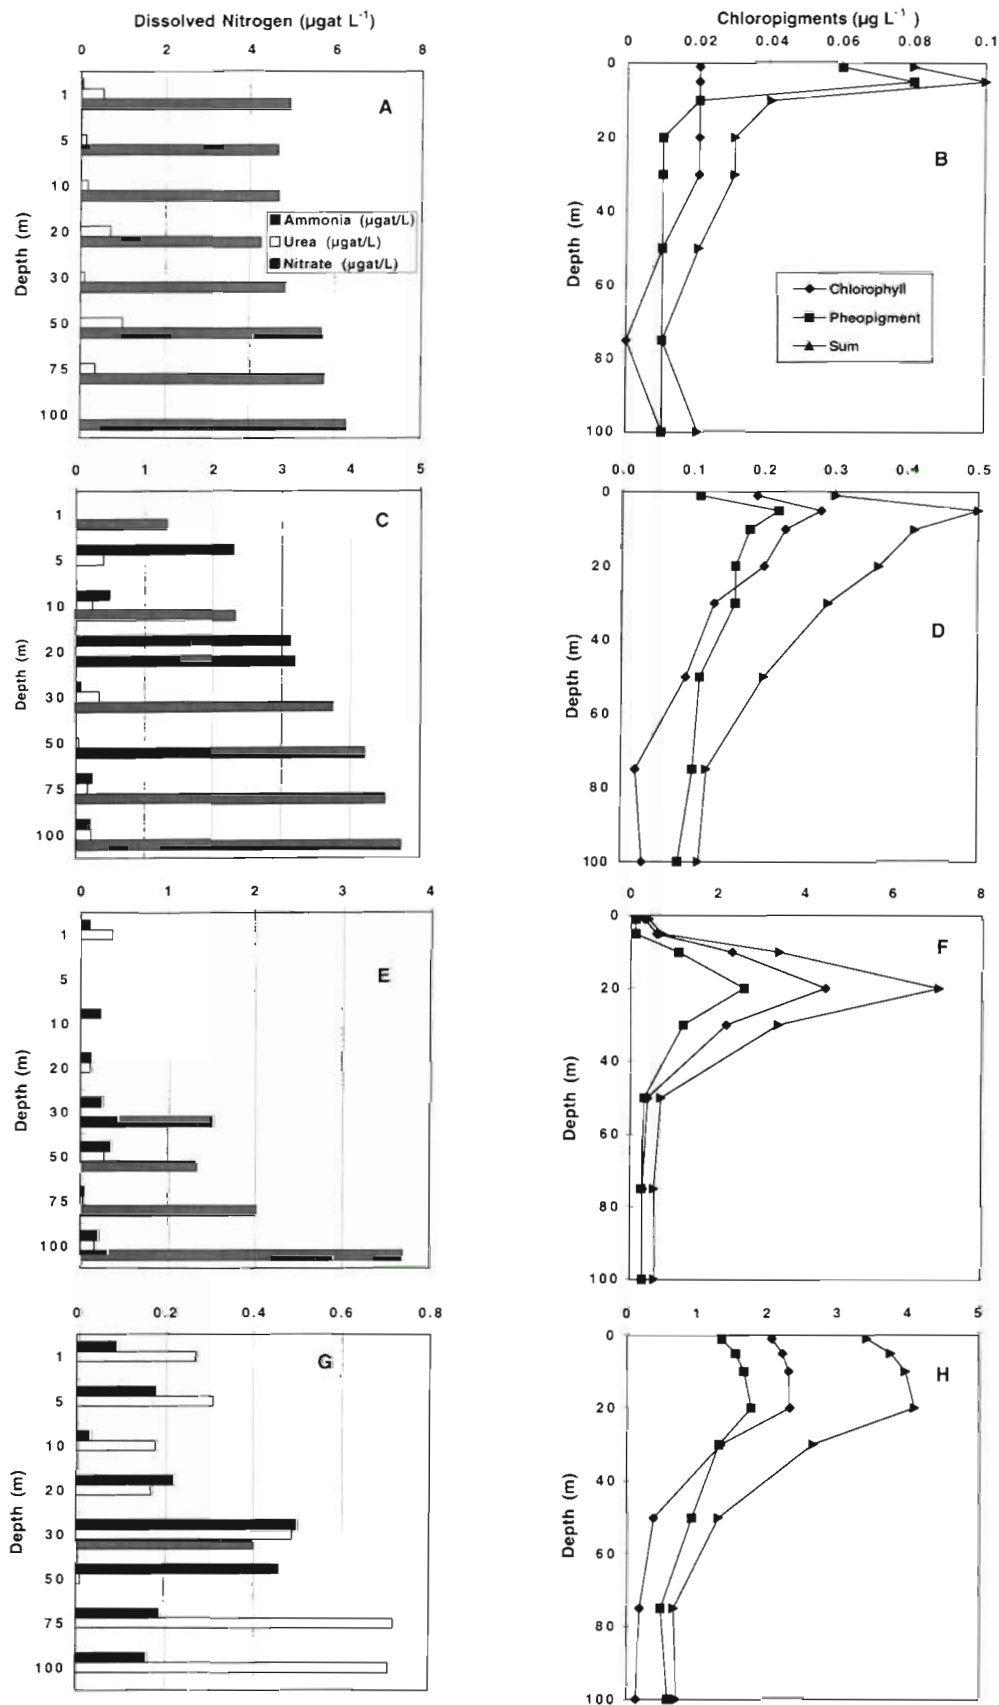 Dissolved Nitrogen (µgat L⁻¹)
0 2 4 6 8
1
5
10
20
30
50
75
100
Depth (m)
A
Ammonia (µgat/L)
Urea (µgat/L)
Nitrate (µgat/L)
Chloropigments (µg L⁻¹)
0 0.02 0.04 0.06 0.08 0.1
0
20
40
60
80
100
Depth (m)
B
Chlorophyll
Pheopigment
Sum
0 1 2 3 4 5
1
5
10
20
30
50
75
100
Depth (m)
C
0.0 0.1 0.2 0.3 0.4 0.5
0
20
40
60
80
100
Depth (m)
D
0 1 2 3 4
1
5
10
20
30
50
75
100
Depth (m)
E
0 2 4 6 8
0
20
40
60
80
100
Depth (m)
F
0 0.2 0.4 0.6 0.8
1
5
10
20
30
50
75
100
Depth (m)
G
0 1 2 3 4 5
0
20
40
60
80
100
Depth (m)
H